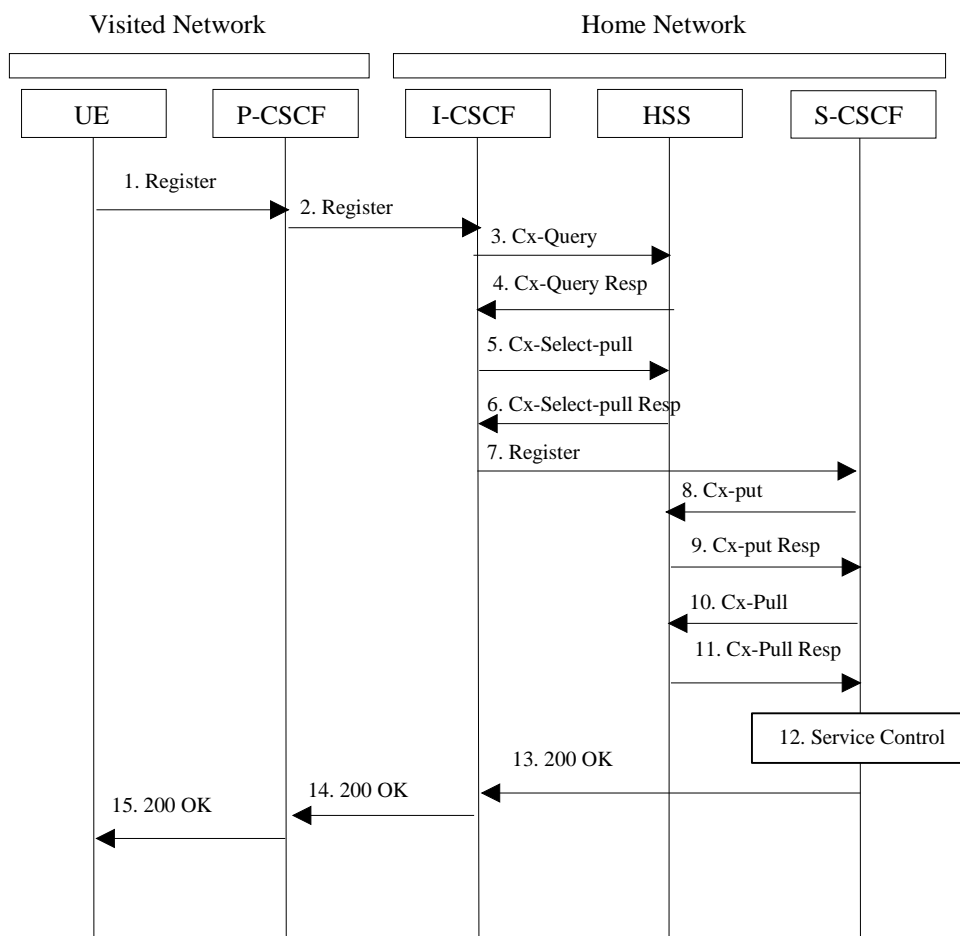 Visited Network
Home Network
UE
P-CSCF
I-CSCF
HSS
S-CSCF
1. Register
2. Register
3. Cx-Query
4. Cx-Query Resp
5. Cx-Select-pull
6. Cx-Select-pull Resp
7. Register
8. Cx-put
9. Cx-put Resp
10. Cx-Pull
11. Cx-Pull Resp
12. Service Control
13. 200 OK
14. 200 OK
15. 200 OK